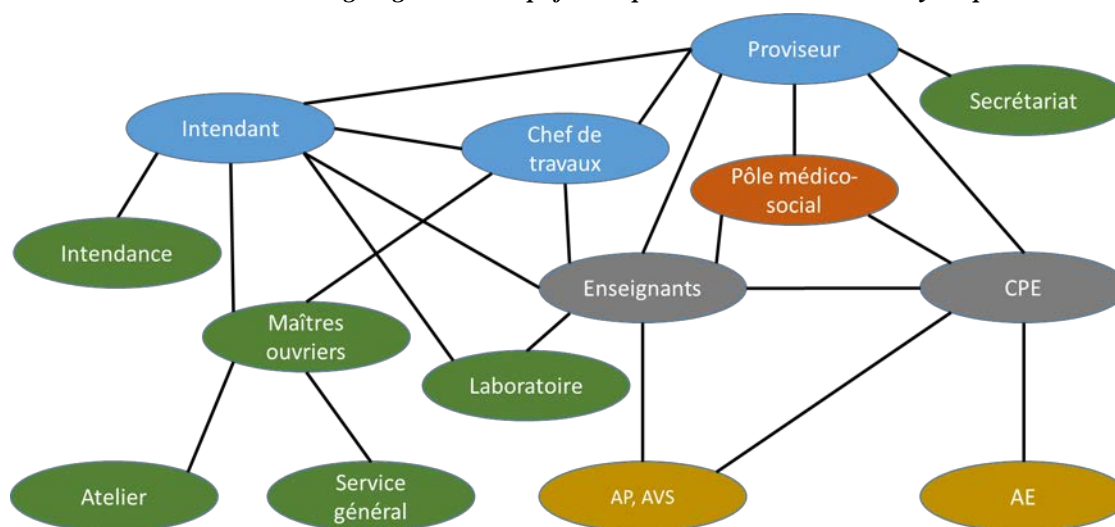 Proviseur
Secrétariat
Intendant
Chef de
travaux
Pôle médico-
social
Intendance
Enseignants
CPE
Maîtres
ouvriers
Laboratoire
Atelier
Service
général
AP, AVS
AE